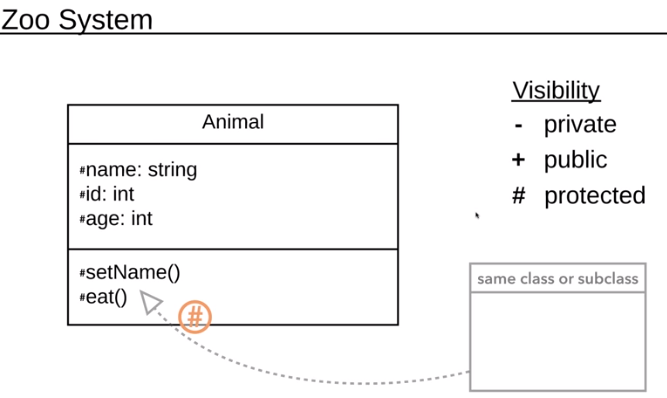 Zoo System
Animal
#name: string
#id: int
#age: int
#setName()
#eat()
#
Visibility
- private
+ public
# protected
same class or subclass